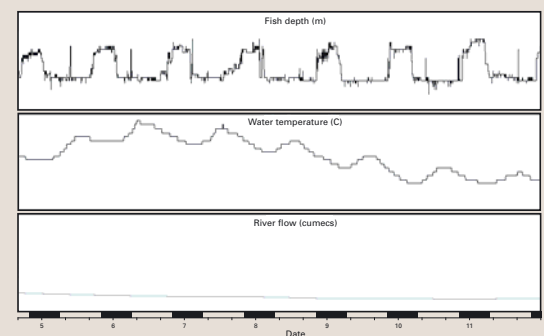 Fish depth (m)
Water temperature (C)
River flow (cumecs)
5 6 7 8 9 10 11
Date